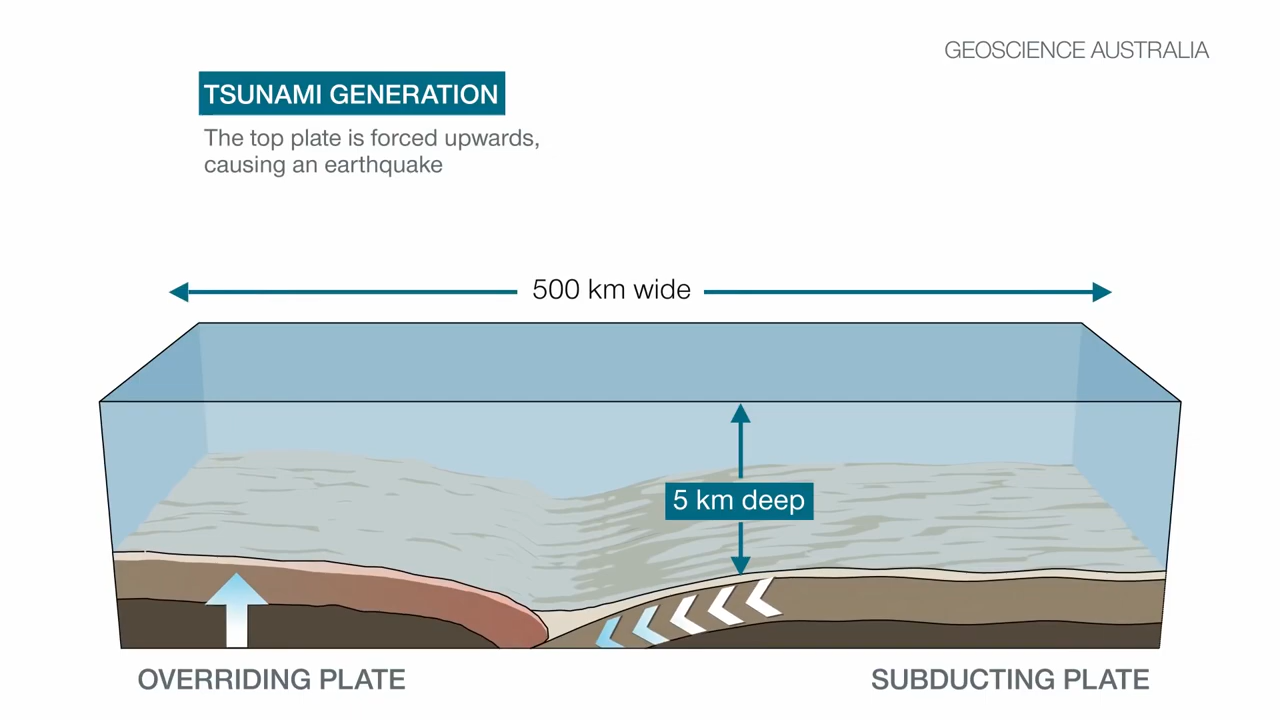 GEOSCIENCE AUSTRALIA
TSUNAMI GENERATION
The top plate is forced upwards,
causing an earthquake
500 km wide
5 km deep
OVERRIDING PLATE
SUBDUCTING PLATE